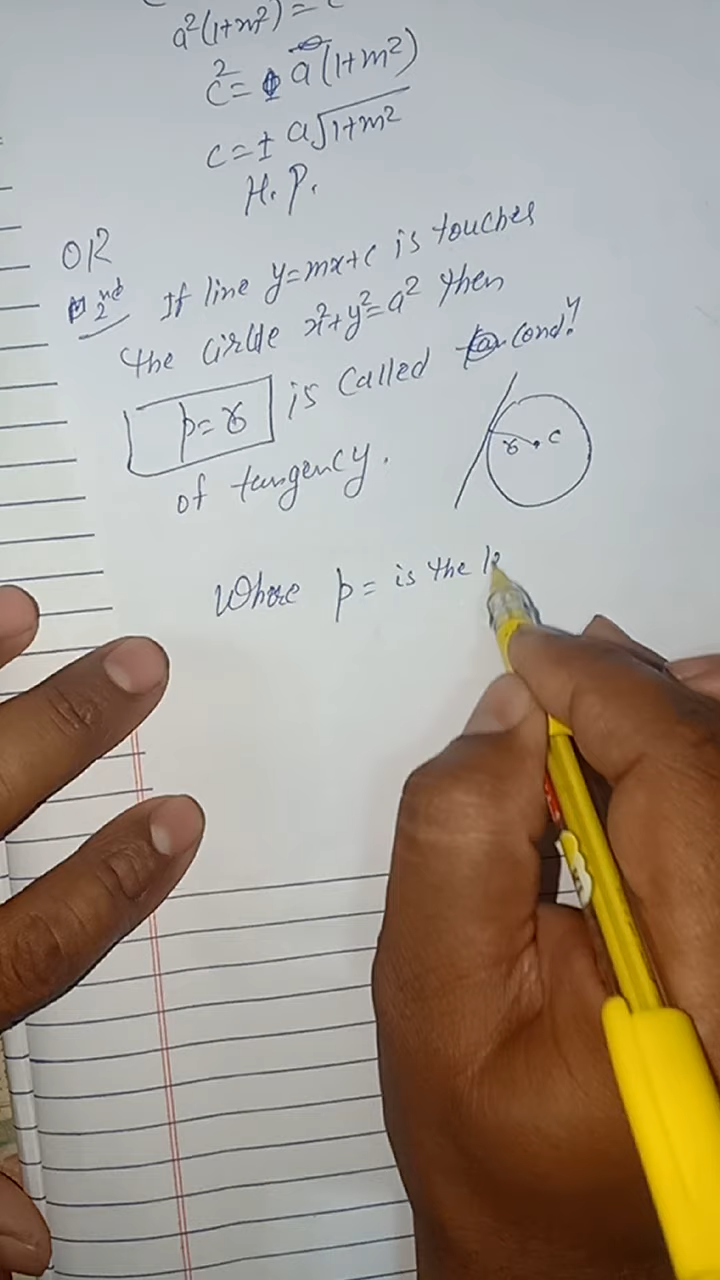 a²(1+m²) = c
c² = a(1+m²)
c = ± a√1+m²
H. P.
OR
2nd If line y=mx+c is touches
the circle x²+y²=a² then
p=r is called condn
of tangency.
r c
Where p = is the